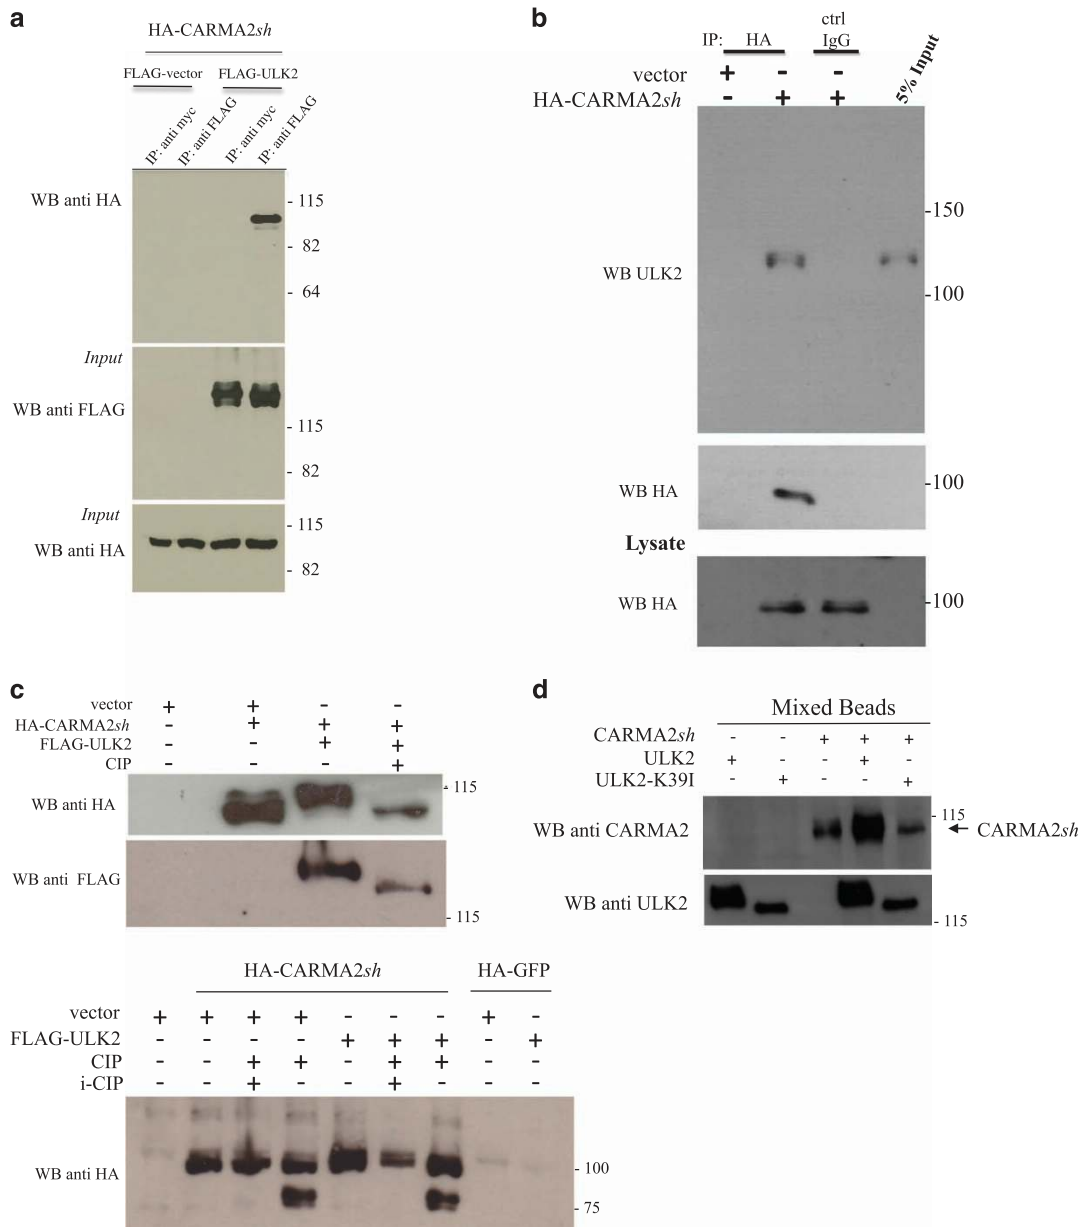 a
HA-CARMA2sh
FLAG-vector FLAG-ULK2
IP: anti myc
IP: anti FLAG
IP: anti myc
IP: anti FLAG
WB anti HA
- 115
- 82
- 64
Input
WB anti FLAG
- 115
- 82
Input
WB anti HA
- 115
- 82
b
IP: HA ctrl IgG
5% Input
vector + - -
HA-CARMA2sh - + +
WB ULK2
-150
-100
WB HA
-100
Lysate
WB HA
-100
c
vector + + - -
HA-CARMA2sh - + + +
FLAG-ULK2 - - + +
CIP - - - +
WB anti HA
- 115
WB anti FLAG
- 115
HA-CARMA2sh HA-GFP
vector + + + + - - - + -
FLAG-ULK2 - - - - + + + - +
CIP - - + + - + + - -
i-CIP - - + - - + - - -
WB anti HA
- 100
- 75
d
Mixed Beads
CARMA2sh - - + + +
ULK2 + - - + -
ULK2-K39I - + - - +
WB anti CARMA2
- 115
CARMA2sh
WB anti ULK2
- 115